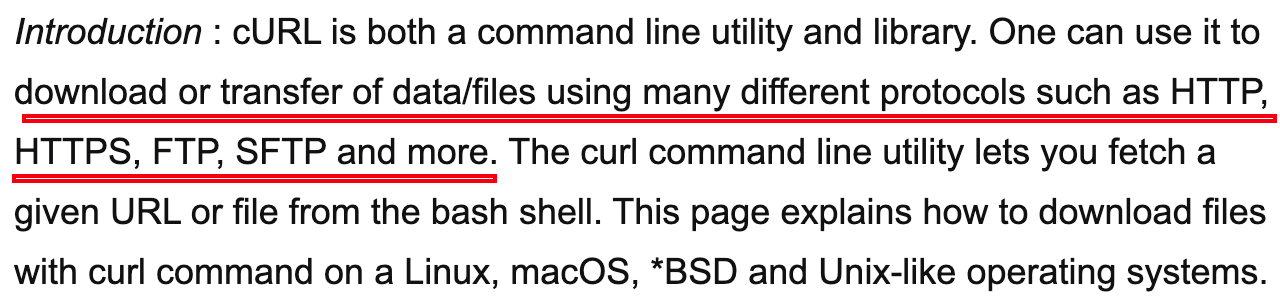 Introduction : cURL is both a command line utility and library. One can use it to
download or transfer of data/files using many different protocols such as HTTP,
HTTPS, FTP, SFTP and more. The curl command line utility lets you fetch a
given URL or file from the bash shell. This page explains how to download files
with curl command on a Linux, macOS, *BSD and Unix-like operating systems.